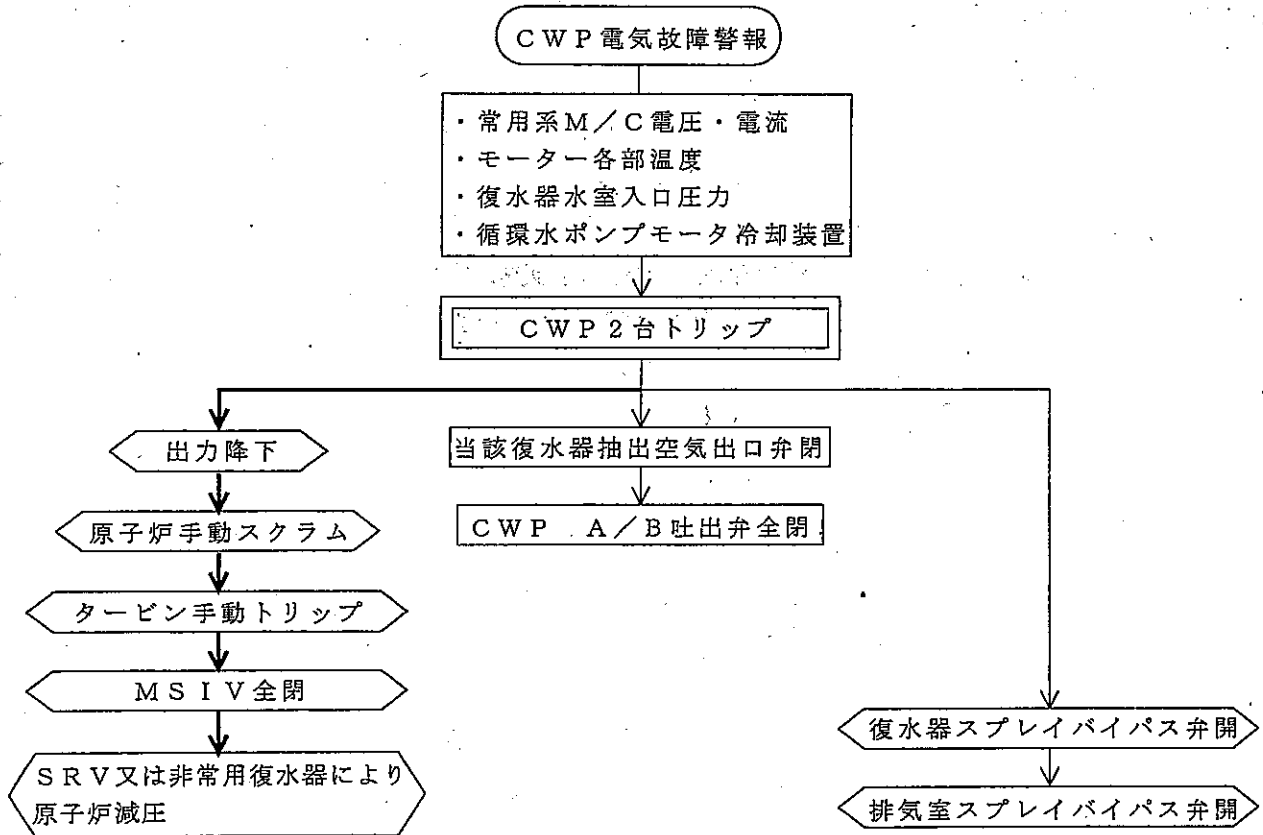 CWP電気故障警報
・常用系M／C電圧・電流
・モーター各部温度
・復水器水室入口圧力
・循環水ポンプモータ冷却装置
CWP2台トリップ
出力降下
原子炉手動スクラム
タービン手動トリップ
MSIV全閉
SRV又は非常用復水器により
原子炉減圧
当該復水器抽出空気出口弁閉
CWP　A／B吐出弁全閉
復水器スプレイバイパス弁開
排気室スプレイバイパス弁開